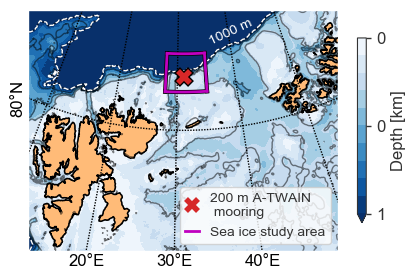 1000 m
80°N
200 m A-TWAIN
mooring
Sea ice study area
20°E
30°E
40°E
0
0
1
Depth [km]